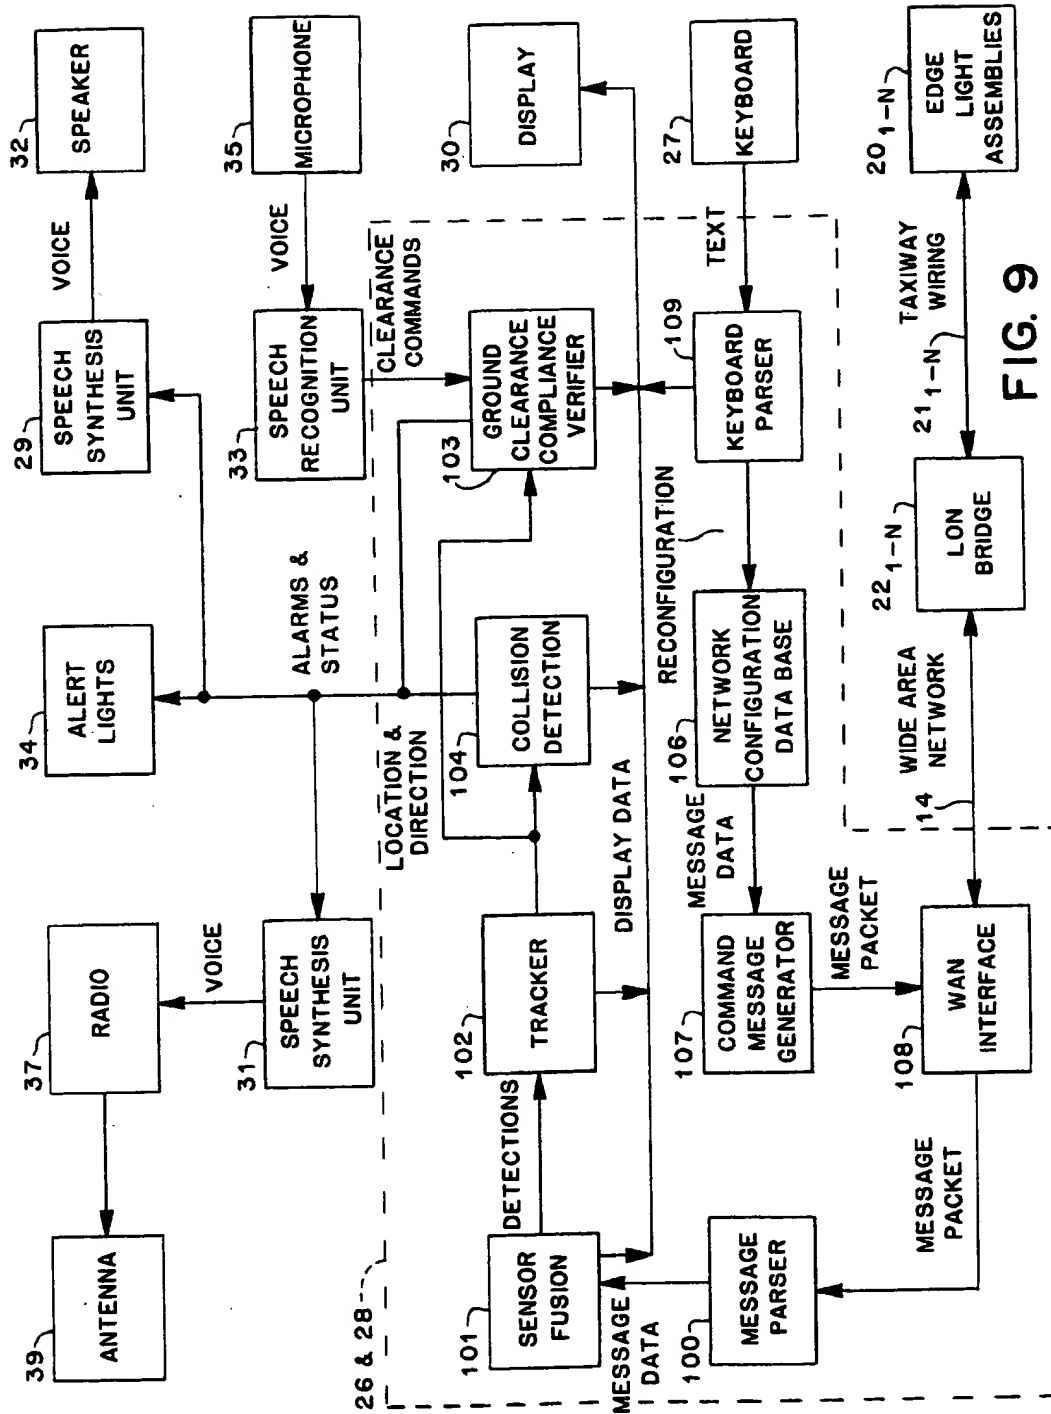 39
ANTENNA
37
RADIO
VOICE
31
SPEECH
SYNTHESIS
UNIT
34
ALERT
LIGHTS
ALARMS &
STATUS
29
SPEECH
SYNTHESIS
UNIT
VOICE
32
SPEAKER
33
SPEECH
RECOGNITION
UNIT
VOICE
35
MICROPHONE
CLEARANCE
COMMANDS
26 & 28
LOCATION &
DIRECTION
101
SENSOR
FUSION
DETECTIONS
102
TRACKER
104
COLLISION
DETECTION
103
GROUND
CLEARANCE
COMPLIANCE
VERIFIER
30
DISPLAY
DISPLAY DATA
MESSAGE
DATA
100
MESSAGE
PARSER
107
COMMAND
MESSAGE
GENERATOR
MESSAGE
DATA
106
NETWORK
CONFIGURATION
DATA BASE
RECONFIGURATION
109
KEYBOARD
PARSER
TEXT
27
KEYBOARD
MESSAGE
PACKET
MESSAGE
PACKET
108
WAN
INTERFACE
14
WIDE AREA
NETWORK
22 1-N
LON
BRIDGE
21 1-N
TAXIWAY
WIRING
20 1-N
EDGE
LIGHT
ASSEMBLIES
FIG. 9